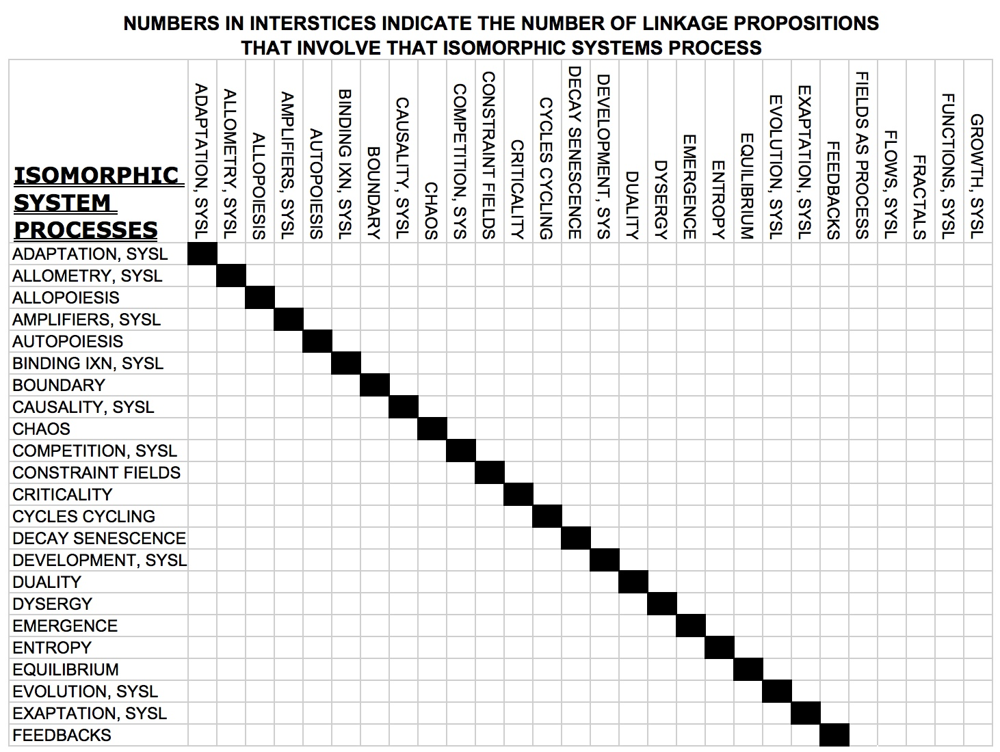 NUMBERS IN INTERSTICES INDICATE THE NUMBER OF LINKAGE PROPOSITIONS
THAT INVOLVE THAT ISOMORPHIC SYSTEMS PROCESS
ISOMORPHIC
SYSTEM
PROCESSES
ADAPTATION, SYSL
ALLOMETRY, SYSL
ALLOPOIESIS
AMPLIFIERS, SYSL
AUTOPOIESIS
BINDING IXN, SYSL
BOUNDARY
CAUSALITY, SYSL
CHAOS
COMPETITION, SYS
CONSTRAINT FIELDS
CRITICALITY
CYCLES CYCLING
DECAY SENESCENCE
DEVELOPMENT, SYS
DUALITY
DYSERGY
EMERGENCE
ENTROPY
EQUILIBRIUM
EVOLUTION, SYSL
EXAPTATION, SYSL
FEEDBACKS
FIELDS AS PROCESS
FLOWS, SYSL
FRACTALS
FUNCTIONS, SYSL
GROWTH, SYSL
ADAPTATION, SYSL
ALLOMETRY, SYSL
ALLOPOIESIS
AMPLIFIERS, SYSL
AUTOPOIESIS
BINDING IXN, SYSL
BOUNDARY
CAUSALITY, SYSL
CHAOS
COMPETITION, SYSL
CONSTRAINT FIELDS
CRITICALITY
CYCLES CYCLING
DECAY SENESCENCE
DEVELOPMENT, SYSL
DUALITY
DYSERGY
EMERGENCE
ENTROPY
EQUILIBRIUM
EVOLUTION, SYSL
EXAPTATION, SYSL
FEEDBACKS